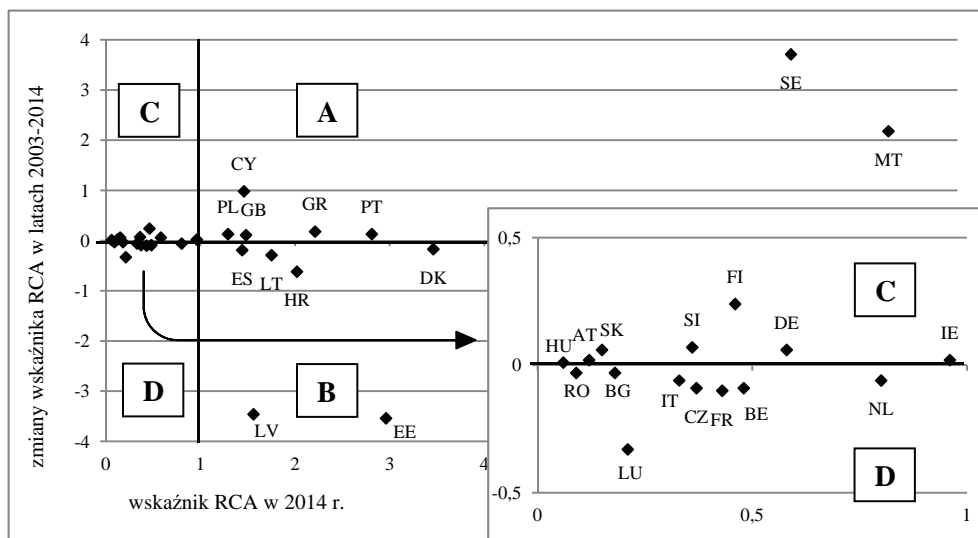 zmiany wskaźnika RCA w latach 2003-2014
4
3
2
1
0
-1
-2
-3
-4
C
A
SE
MT
CY
PL
GB
GR
PT
ES
LT
HR
DK
D
B
LV
EE
0
1
2
3
4
wskaźnik RCA w 2014 r.
0,5
0
-0,5
C
FI
HU
AT
SK
SI
DE
IE
RO
BG
IT
CZ
FR
BE
NL
LU
D
0
0,5
1